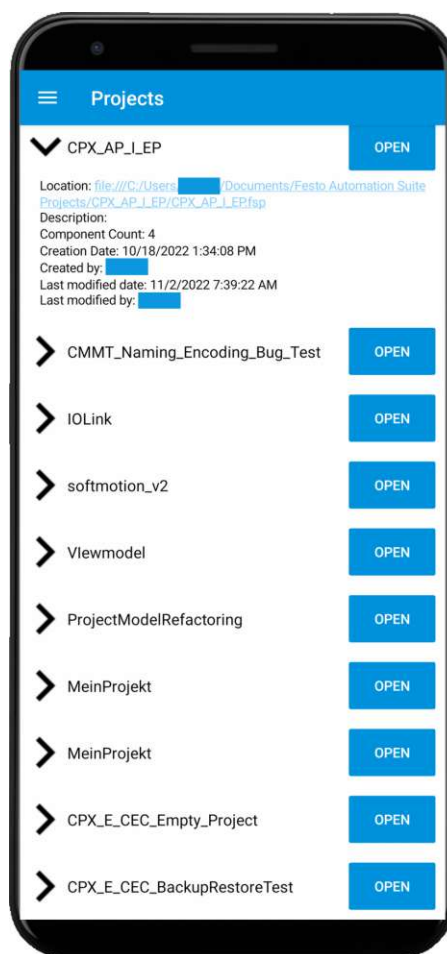 Projects
CPX_AP_I_EP OPEN
Location: file:///C:/Users /Documents/Festo Automation Suite
Projects/CPX_AP_I_EP/CPX_AP_I_EP.fsp
Description:
Component Count: 4
Creation Date: 10/18/2022 1:34:08 PM
Created by:
Last modified date: 11/2/2022 7:39:22 AM
Last modified by:
CMMT_Naming_Encoding_Bug_Test OPEN
IOLink OPEN
softmotion_v2 OPEN
VIewmodel OPEN
ProjectModelRefactoring OPEN
MeinProjekt OPEN
MeinProjekt OPEN
CPX_E_CEC_Empty_Project OPEN
CPX_E_CEC_BackupRestoreTest OPEN